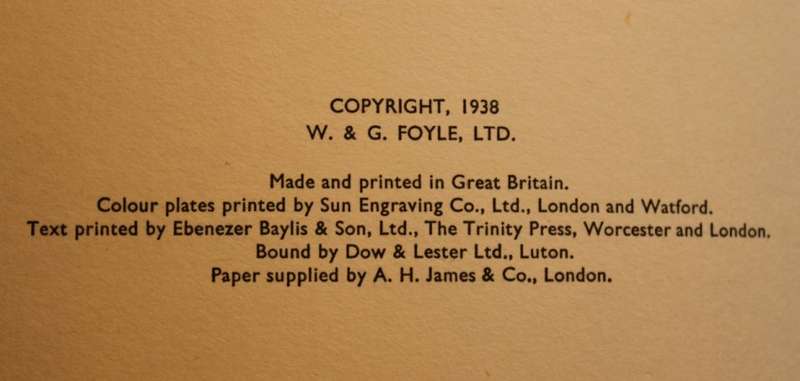 COPYRIGHT, 1938
W. & G. FOYLE, LTD.
Made and printed in Great Britain.
Colour plates printed by Sun Engraving Co., Ltd., London and Watford.
Text printed by Ebenezer Baylis & Son, Ltd., The Trinity Press, Worcester and London.
Bound by Dow & Lester Ltd., Luton.
Paper supplied by A. H. James & Co., London.